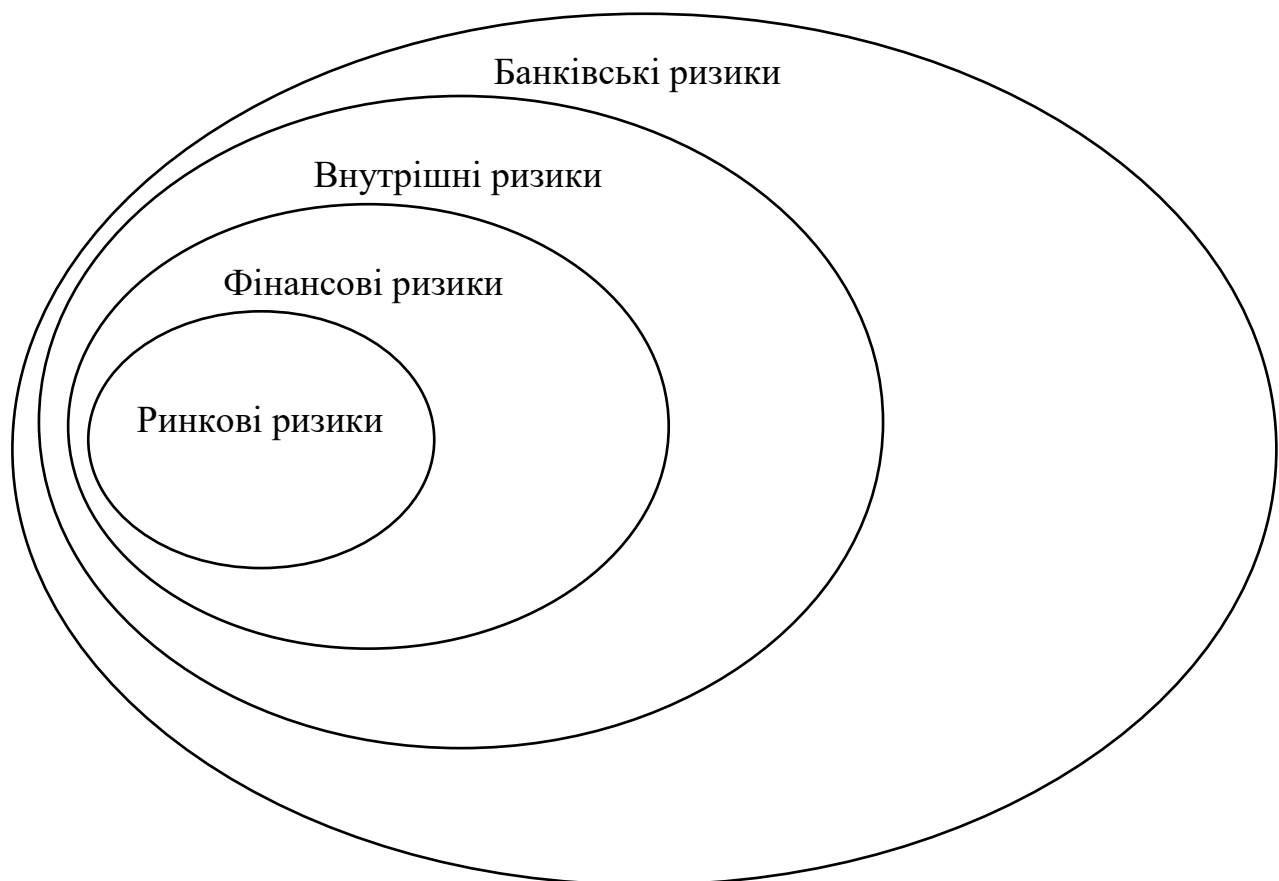 Банківські ризики
Внутрішні ризики
Фінансові ризики
Ринкові ризики